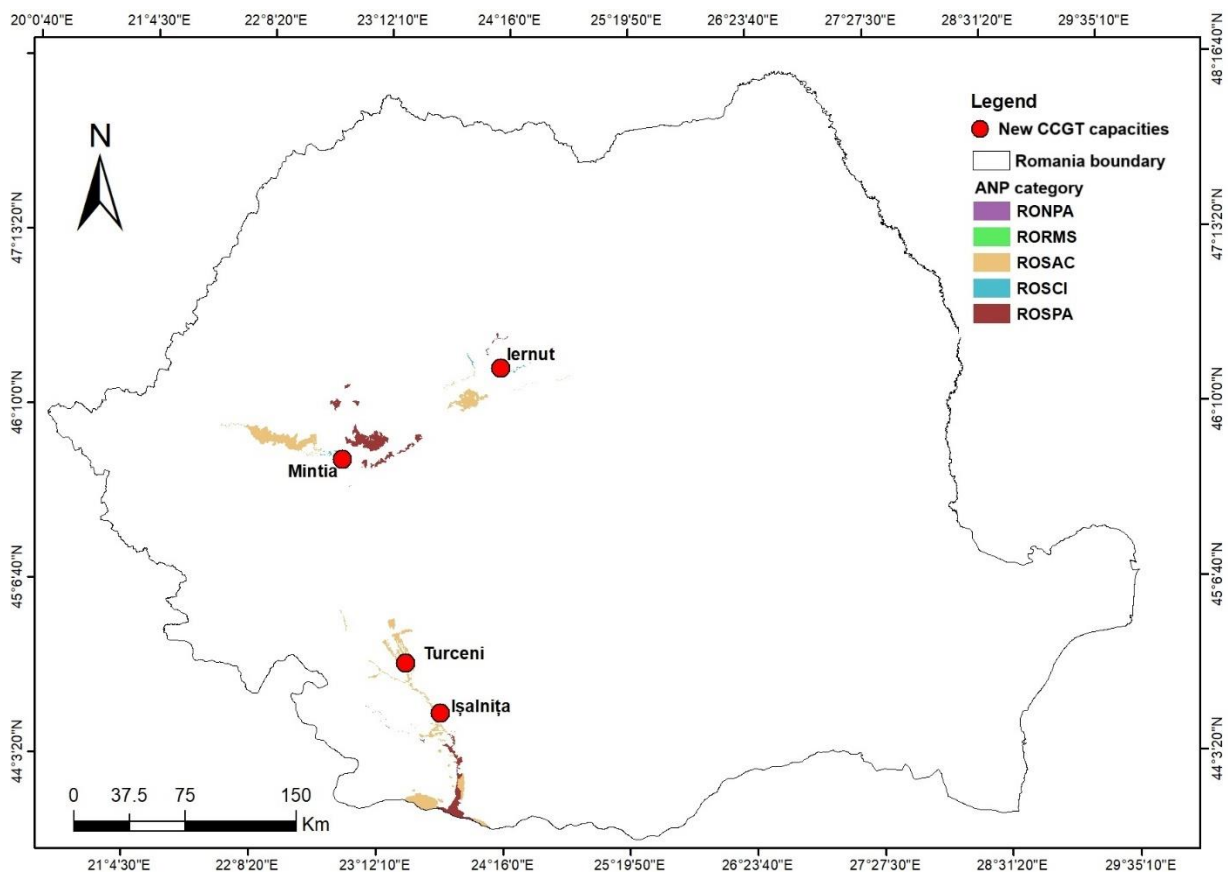 20°0'40"E 21°4'30"E 22°8'20"E 23°12'10"E 24°16'0"E 25°19'50"E 26°23'40"E 27°27'30"E 28°31'20"E 29°35'10"E
48°16'40"N
N
Legend
New CCGT capacities
Romania boundary
ANP category
RONPA
RORMS
ROSAC
ROSCI
ROSPA
47°13'20"N
47°13'20"N
Iernut
46°10'0"N
46°10'0"N
Mintia
45°6'40"N
45°6'40"N
Turceni
Ișalnița
44°3'20"N
44°3'20"N
0 37.5 75 150
Km
21°4'30"E 22°8'20"E 23°12'10"E 24°16'0"E 25°19'50"E 26°23'40"E 27°27'30"E 28°31'20"E 29°35'10"E